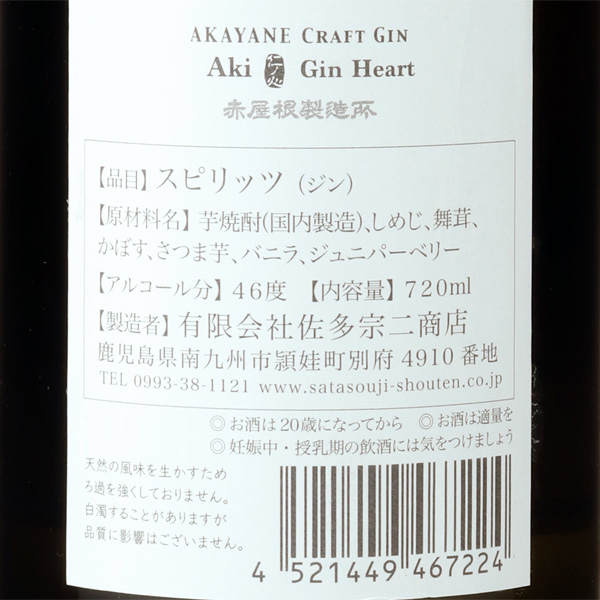 AKAYANE CRAFT GIN
Aki Gin Heart
赤屋根製造所
【品目】スピリッツ（ジン）
【原材料名】芋焼酎(国内製造)、しめじ、舞茸、
かぼす、さつま芋、バニラ、ジュニパーベリー
【アルコール分】46度 【内容量】720ml
【製造者】有限会社佐多宗二商店
鹿児島県南九州市頴娃町別府 4910 番地
TEL 0993-38-1121 www.satasouji-shouten.co.jp
◎お酒は20歳になってから ◎お酒は適量を
◎妊娠中・授乳期の飲酒には気をつけましょう
天然の風味を生かすため
ろ過を強くしておりません。
白濁することがありますが
品質に影響はございません。
4 521449 467224